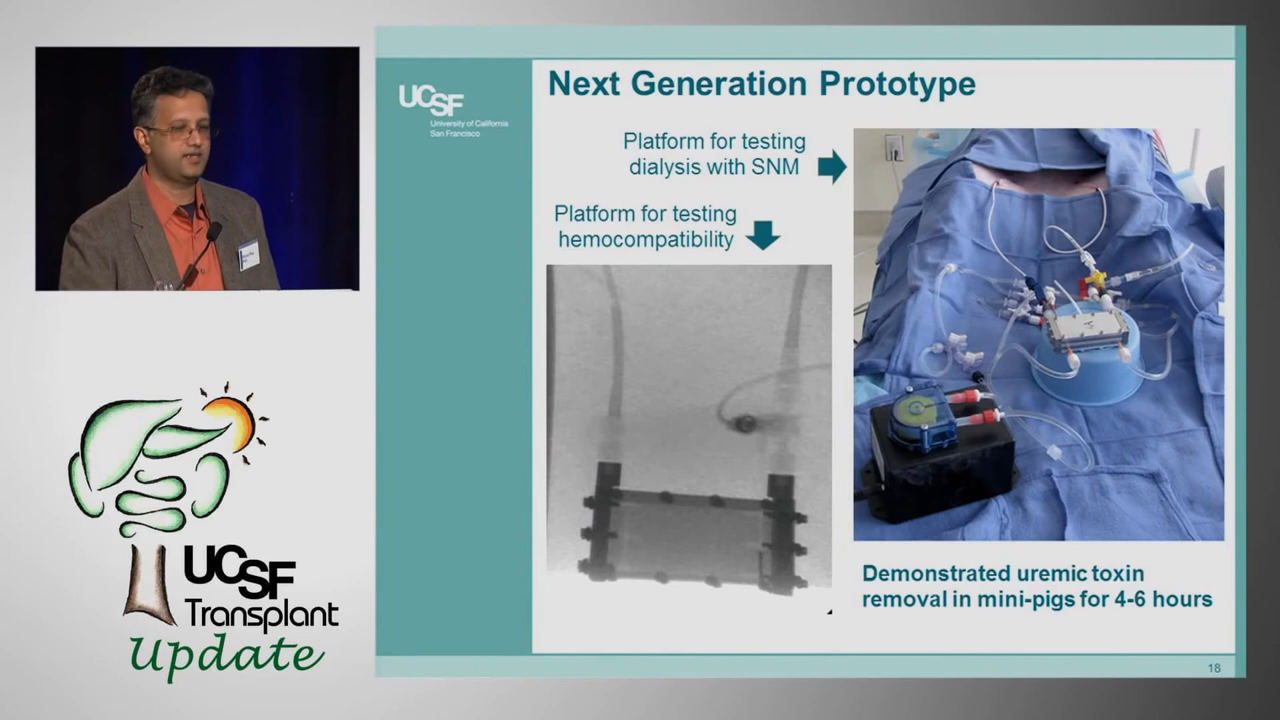 Next Generation Prototype
UCSF
University of California
San Francisco
Platform for testing
dialysis with SNM
Platform for testing
hemocompatibility
Demonstrated uremic toxin
removal in mini-pigs for 4-6 hours
18
UCSF
Transplant
Update